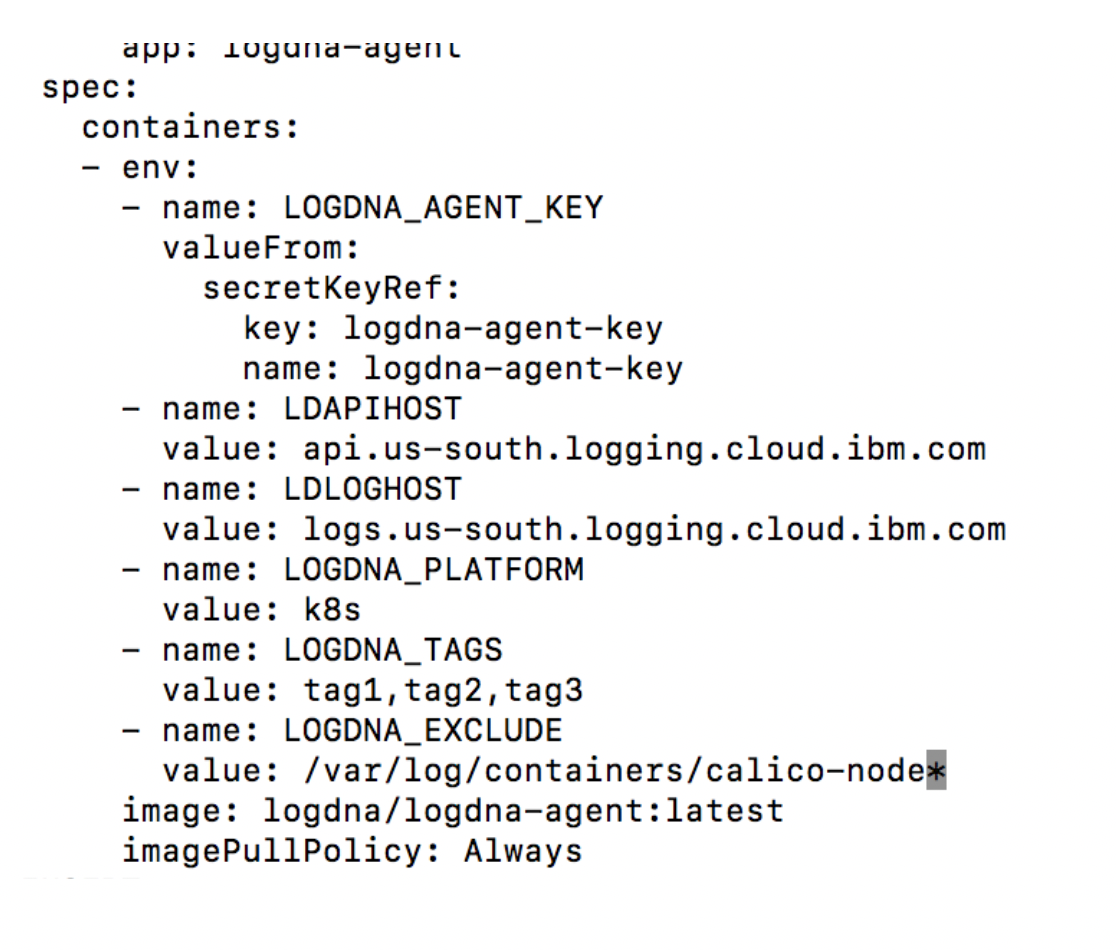 app: logdna-agent
spec:
containers:
- env:
- name: LOGDNA_AGENT_KEY
valueFrom:
secretKeyRef:
key: logdna-agent-key
name: logdna-agent-key
- name: LDAPIHOST
value: api.us-south.logging.cloud.ibm.com
- name: LDLOGHOST
value: logs.us-south.logging.cloud.ibm.com
- name: LOGDNA_PLATFORM
value: k8s
- name: LOGDNA_TAGS
value: tag1,tag2,tag3
- name: LOGDNA_EXCLUDE
value: /var/log/containers/calico-node*
image: logdna/logdna-agent:latest
imagePullPolicy: Always